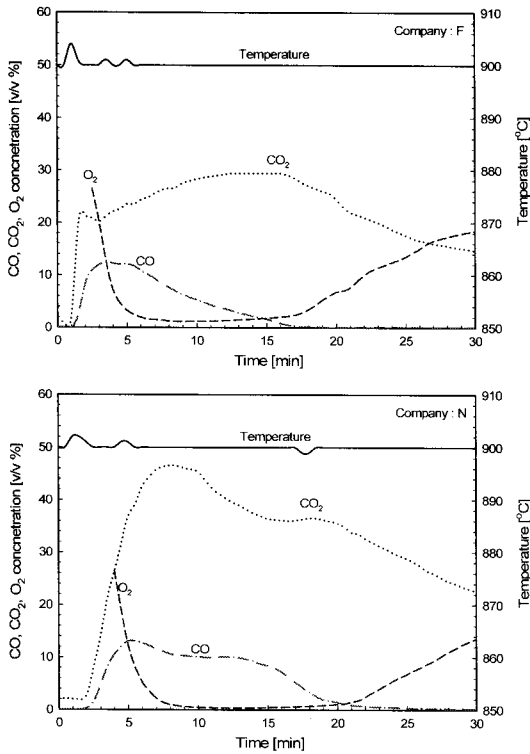 60
910
Company : F
50
Temperature
900
40
890
CO, CO₂, O₂ concnetration [v/v %]
Temperature [°C]
30
O₂
CO₂
880
20
870
10
CO
860
0
850
0 5 10 15 20 25 30
Time [min]
60
910
Company : N
50
Temperature
900
40
CO₂
890
CO, CO₂, O₂ concnetration [v/v %]
Temperature [°C]
30
880
O₂
20
870
10
CO
860
0
850
0 5 10 15 20 25 30
Time [min]